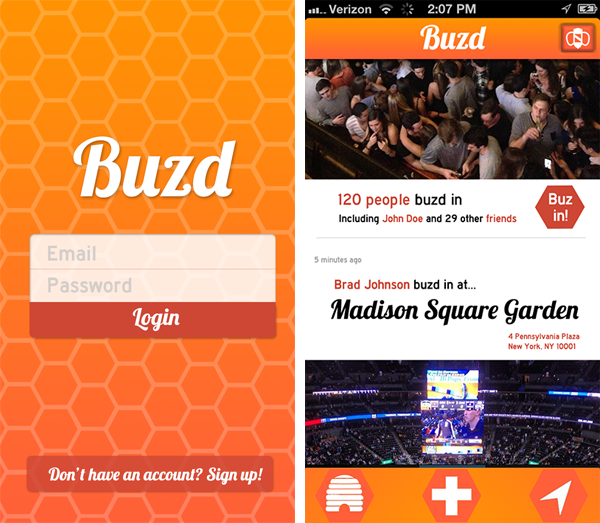 Buzd
Email
Password
Login
Don't have an account? Sign up!
Verizon 2:07 PM
Buzd
120 people buzd in
Including John Doe and 29 other friends
Buz
in!
5 minutes ago
Brad Johnson buzd in at...
Madison Square Garden
4 Pennsylvania Plaza
New York, NY 10001